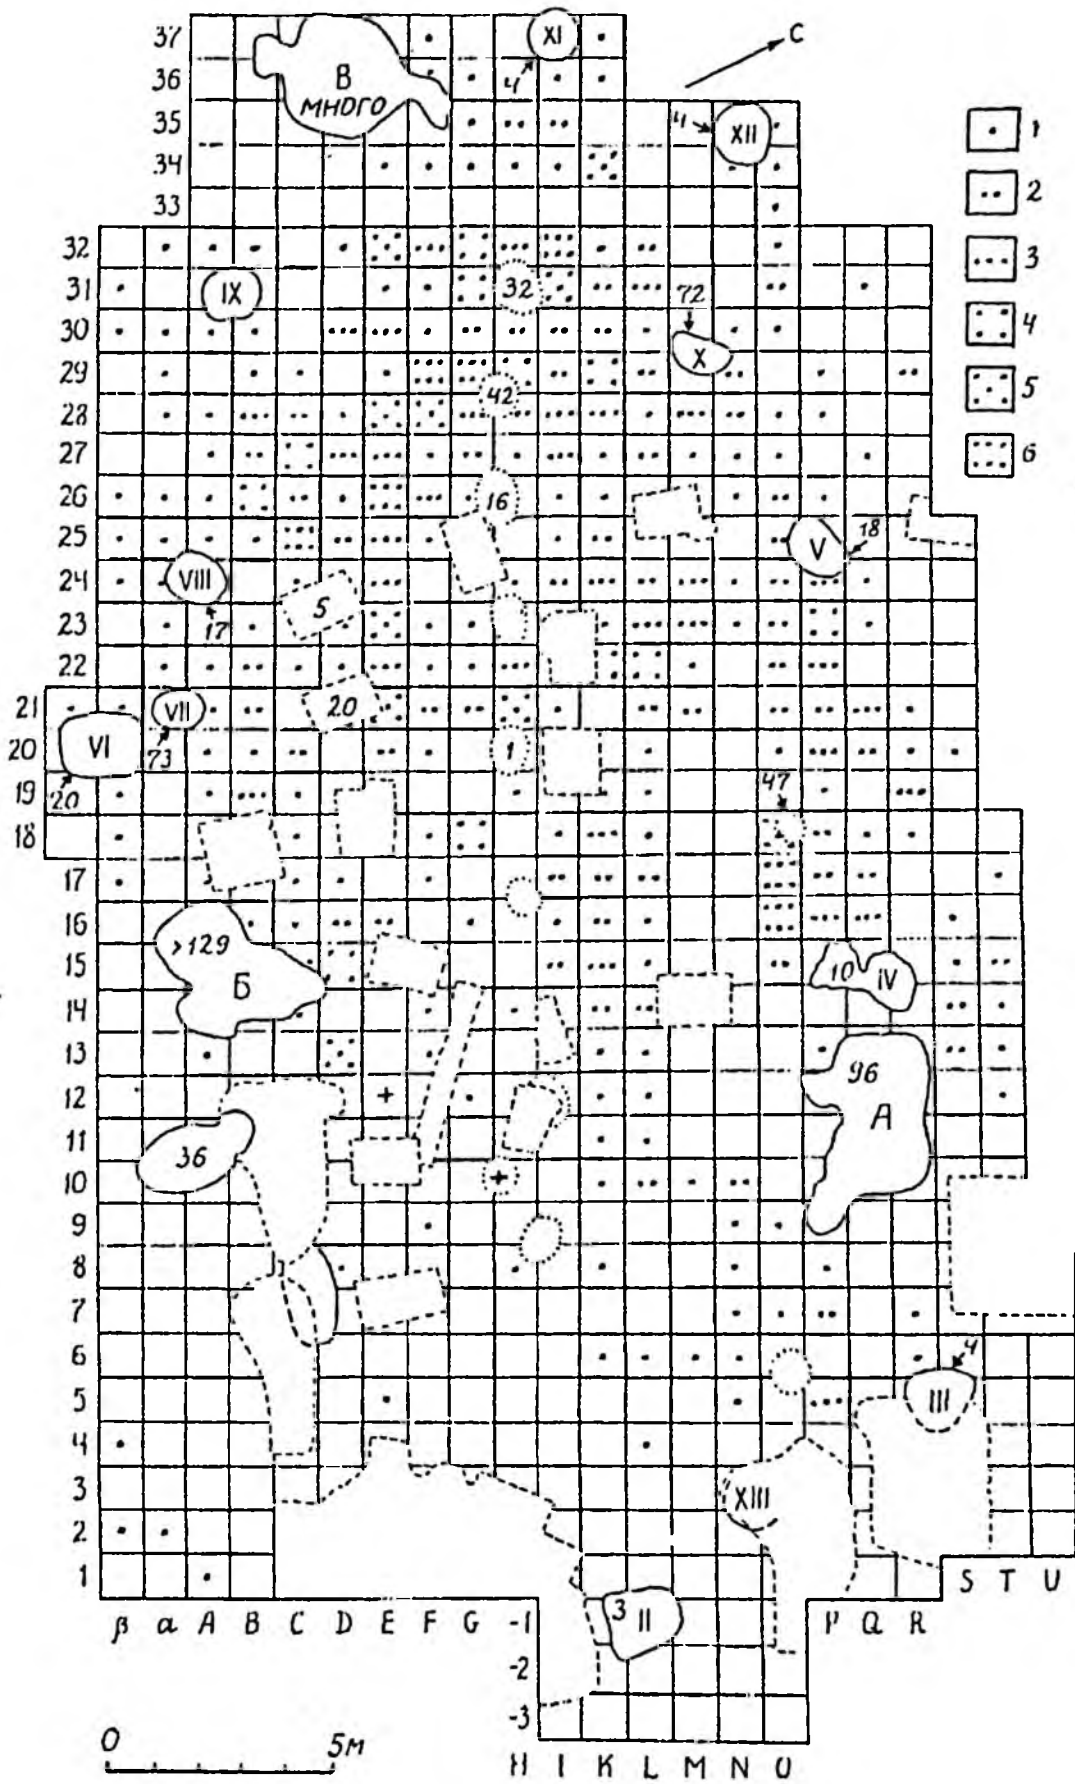 37 XI С
36 В 4
МНОГО
35 4 XII 1
34
33 2
32 3
31 IX 32 72
30 X 4
29
28 42 5
27
26 16 6
25 V 18
24 VIII
23 17 5
22
21 VII 20
20 VI 73 1
19 20 47
18
17
16
15 >129 10 IV
14 Б
13
12 + 96
11 36 А
10 +
9
8
7
6 4
5 III
4
3 XIII
2
1 S T U
β α A B C D E F G -1 3 II P Q R
-2
-3
0 5м
H I K L M N O